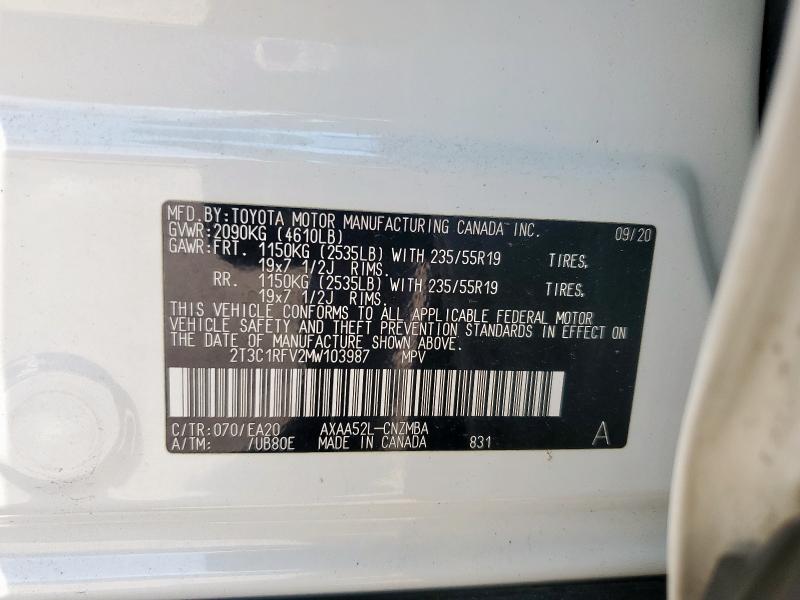 MFD. BY: TOYOTA MOTOR MANUFACTURING CANADA INC. 09/20
GVWR: 2090KG (4610LB)
GAWR: FRT. 1150KG (2535LB) WITH 235/55R19 TIRES,
19x7 1/2J RIMS.
RR. 1150KG (2535LB) WITH 235/55R19 TIRES,
19x7 1/2J RIMS.
THIS VEHICLE CONFORMS TO ALL APPLICABLE FEDERAL MOTOR
VEHICLE SAFETY AND THEFT PREVENTION STANDARDS IN EFFECT ON
THE DATE OF MANUFACTURE SHOWN ABOVE.
2T3C1RFV2MW103987 MPV
C/TR: 070/EA20 AXAA52L-CNZMBA A
A/TM: /UB80E MADE IN CANADA 831